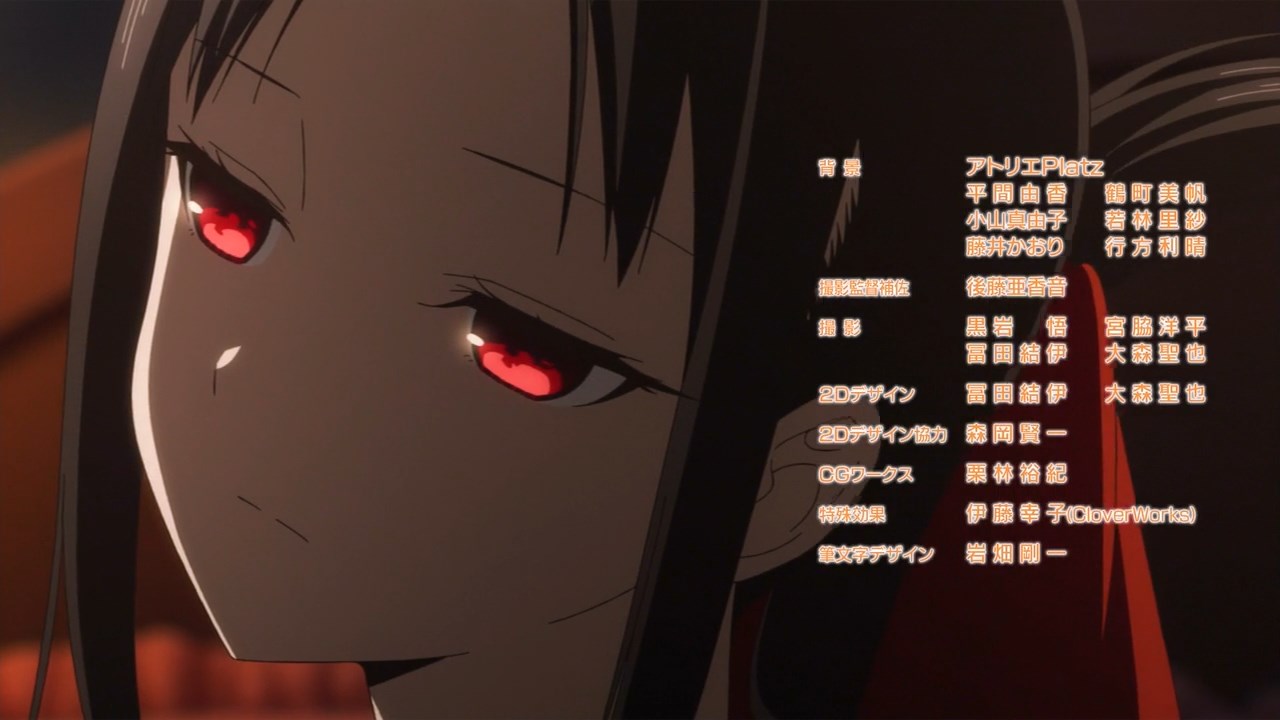 背景 アトリエPlatz
平間由香 鶴町美帆
小山真由子 若林里紗
藤井かおり 行方利晴
撮影監督補佐 後藤亜香音
撮影 黒岩 悟 宮脇洋平
冨田結伊 大森聖也
2Dデザイン 冨田結伊 大森聖也
2Dデザイン協力 森岡賢一
CGワークス 栗林裕紀
特殊効果 伊藤幸子(CloverWorks)
筆文字デザイン 岩畑剛一